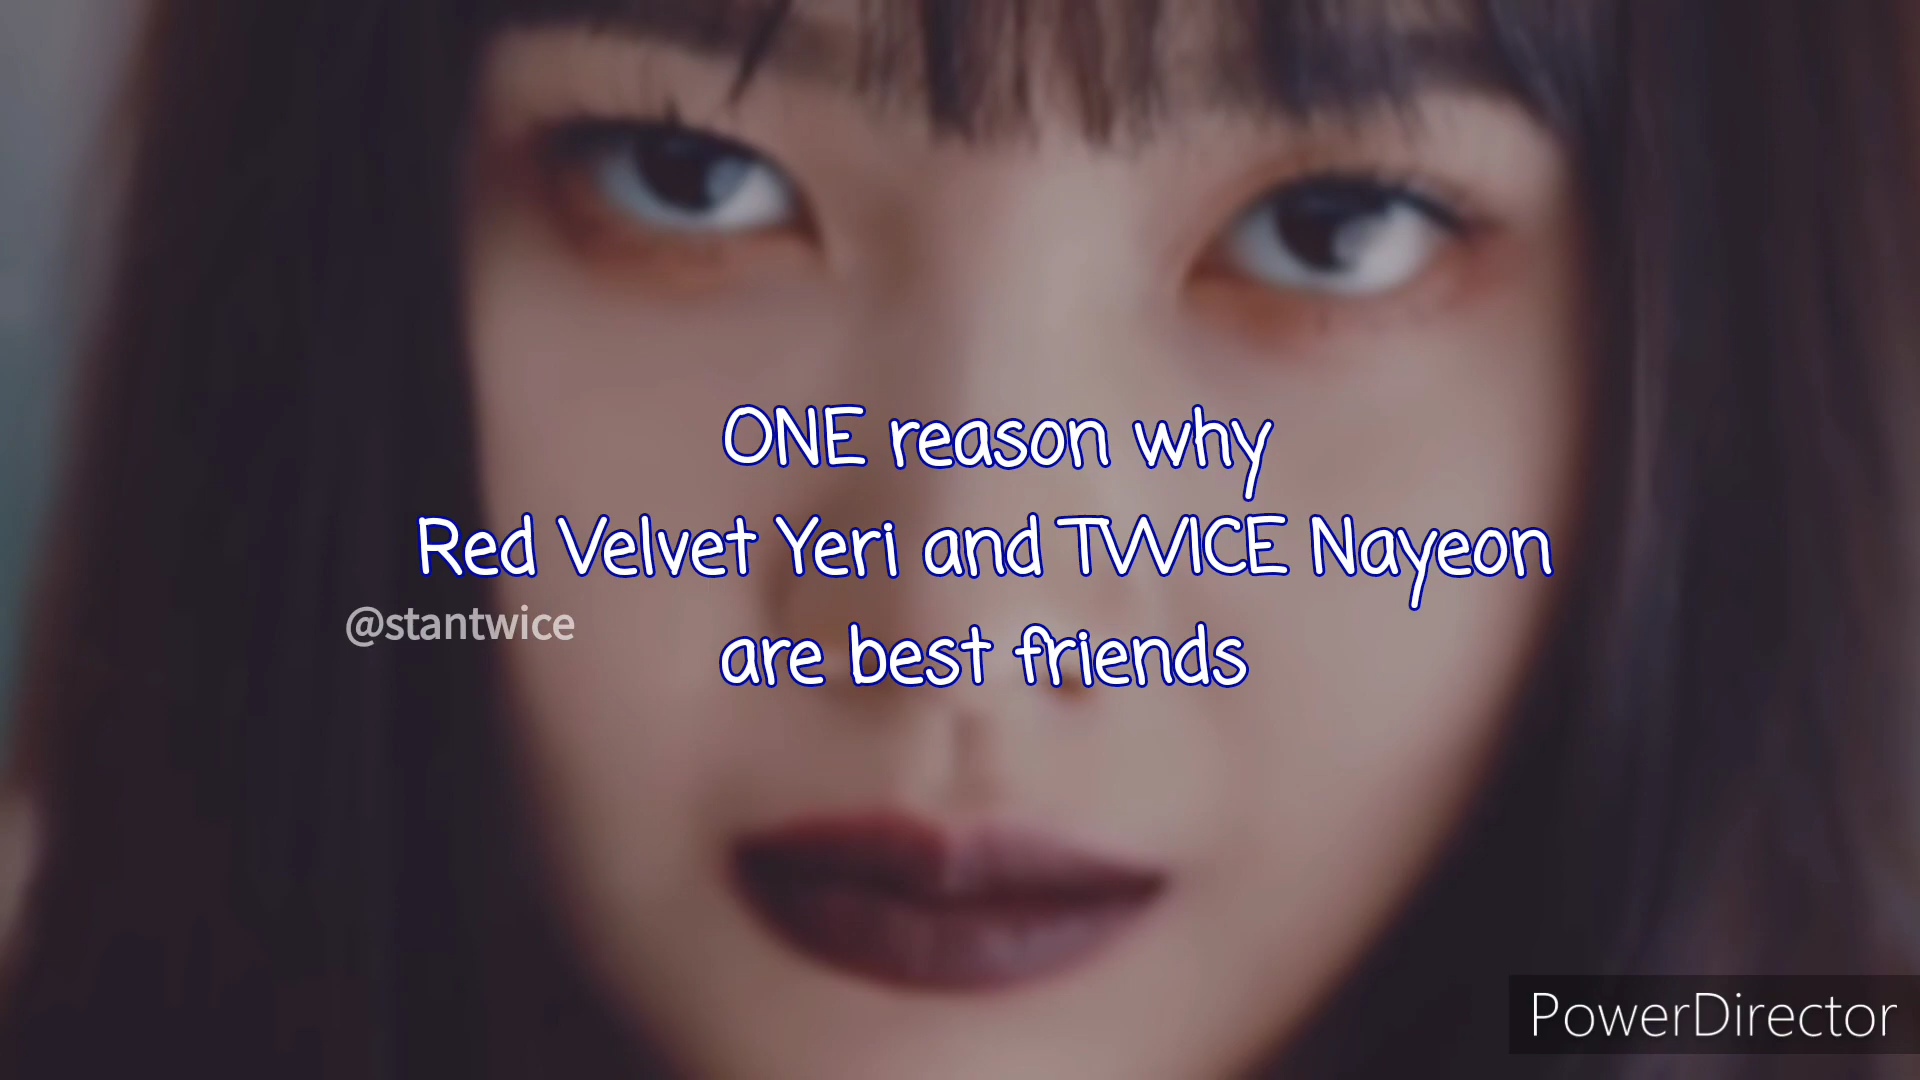 ONE reason why
Red Velvet Yeri and TWICE Nayeon
@stantwice
are best friends
PowerDirector